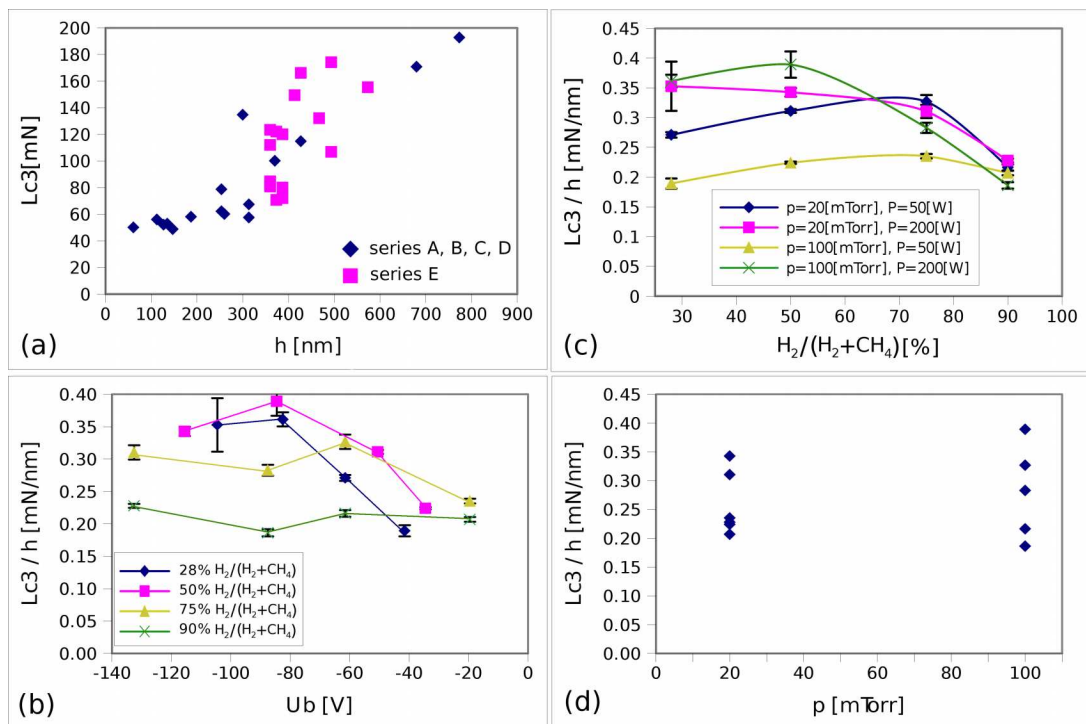 200
180
160
140
120
100
80
60
40
20
0
Lc3[mN]
series A, B, C, D
series E
0 100 200 300 400 500 600 700 800 900
h [nm]
(a)
0.45
0.4
0.35
0.3
0.25
0.2
0.15
0.1
0.05
0
Lc3 / h [mN/nm]
p=20[mTorr], P=50[W]
p=20[mTorr], P=200[W]
p=100[mTorr], P=50[W]
p=100[mTorr], P=200[W]
30 40 50 60 70 80 90 100
H₂/(H₂+CH₄)[%]
(c)
0.40
0.35
0.30
0.25
0.20
0.15
0.10
0.05
0.00
Lc3 / h [mN/nm]
28% H₂/(H₂+CH₄)
50% H₂/(H₂+CH₄)
75% H₂/(H₂+CH₄)
90% H₂/(H₂+CH₄)
-140 -120 -100 -80 -60 -40 -20 0
Ub [V]
(b)
0.45
0.40
0.35
0.30
0.25
0.20
0.15
0.10
0.05
0.00
Lc3 / h [mN/nm]
0 20 40 60 80 100
p [mTorr]
(d)